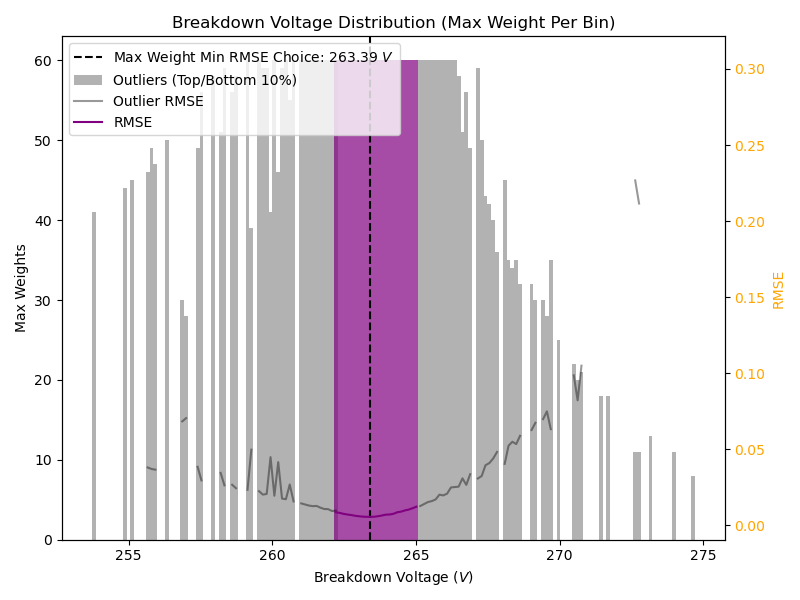 Breakdown Voltage Distribution (Max Weight Per Bin)
Max Weight Min RMSE Choice: 263.39 V
Outliers (Top/Bottom 10%)
Outlier RMSE
RMSE
60
50
40
30
20
10
0
Max Weights
0.30
0.25
0.20
0.15
0.10
0.05
0.00
RMSE
255 260 265 270 275
Breakdown Voltage (V)